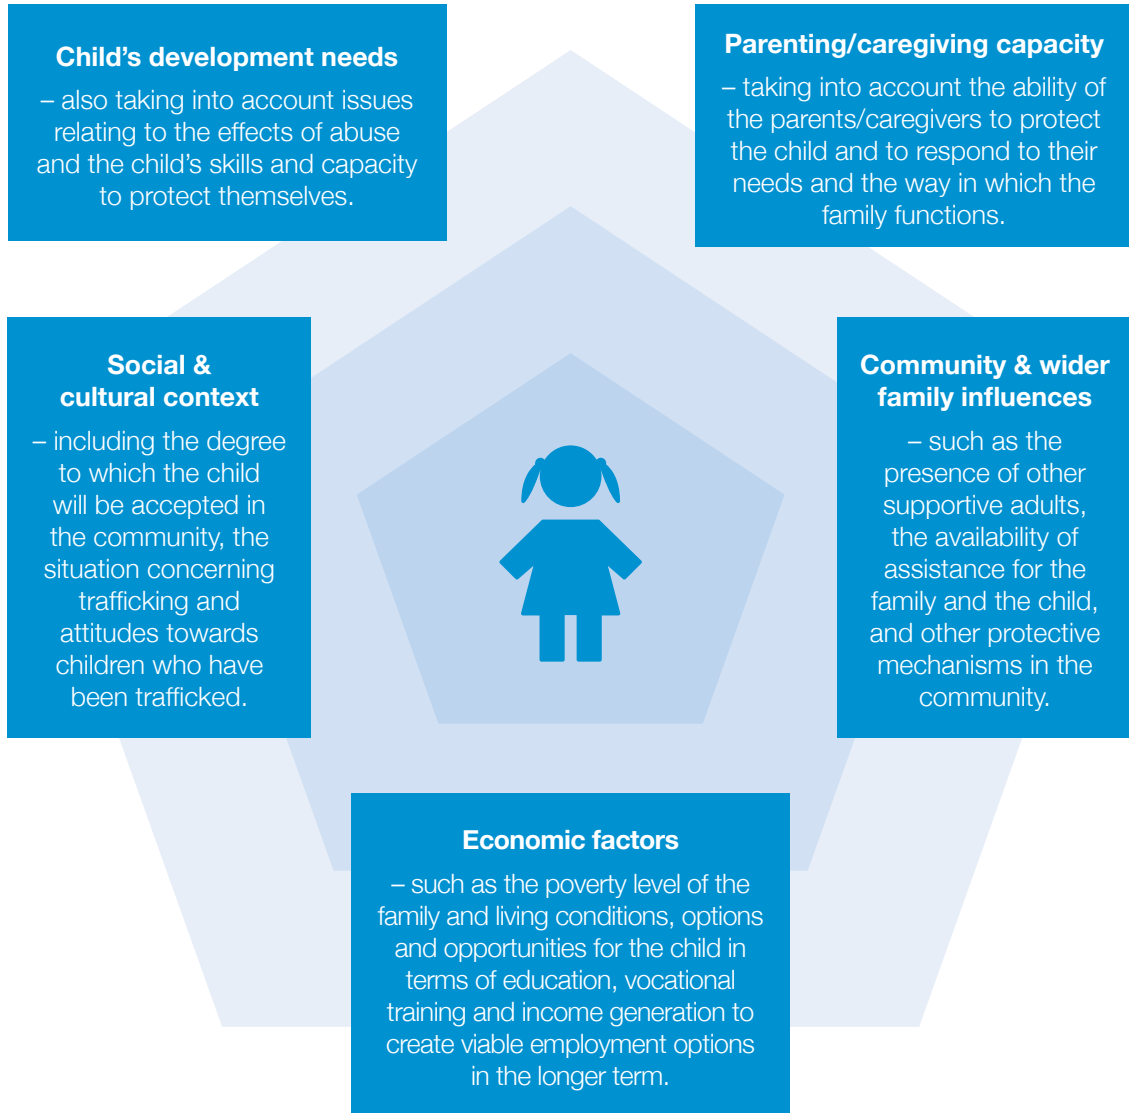 Child’s development needs
– also taking into account issues
relating to the effects of abuse
and the child’s skills and capacity
to protect themselves.
Parenting/caregiving capacity
– taking into account the ability of
the parents/caregivers to protect
the child and to respond to their
needs and the way in which the
family functions.
Social &
cultural context
– including the degree
to which the child
will be accepted in
the community, the
situation concerning
trafficking and
attitudes towards
children who have
been trafficked.
Community & wider
family influences
– such as the
presence of other
supportive adults,
the availability of
assistance for the
family and the child,
and other protective
mechanisms in the
community.
Economic factors
– such as the poverty level of the
family and living conditions, options
and opportunities for the child in
terms of education, vocational
training and income generation to
create viable employment options
in the longer term.